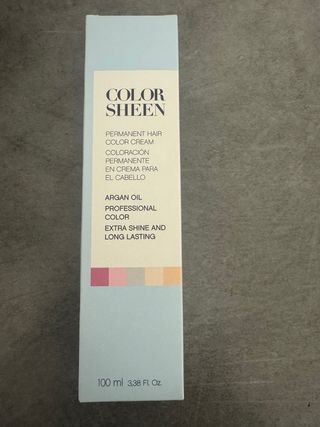 COLOR
SHEEN
PERMANENT HAIR
COLOR CREAM
COLORACIÓN
PERMANENTE
EN CREMA PARA
EL CABELLO
ARGAN OIL
PROFESSIONAL
COLOR
EXTRA SHINE AND
LONG LASTING
100 ml 3,38 Fl. Oz.